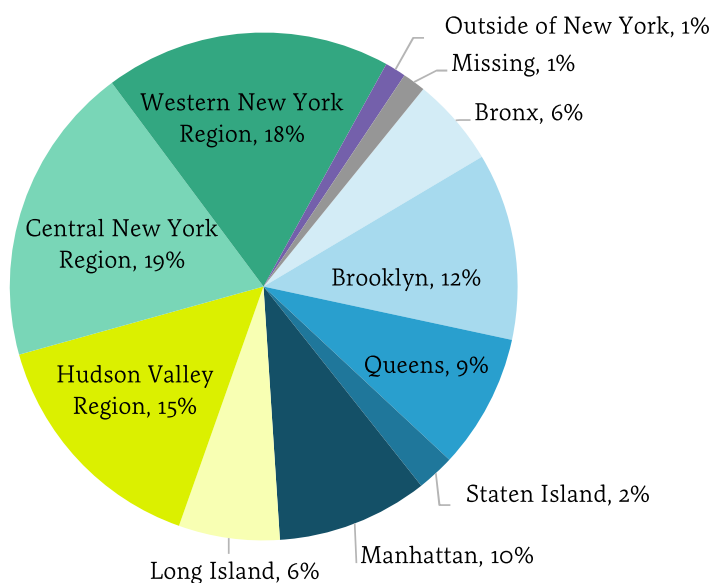 Outside of New York, 1%
Missing, 1%
Western New York
Region, 18%
Bronx, 6%
Central New York
Region, 19%
Brooklyn, 12%
Queens, 9%
Hudson Valley
Region, 15%
Staten Island, 2%
Manhattan, 10%
Long Island, 6%